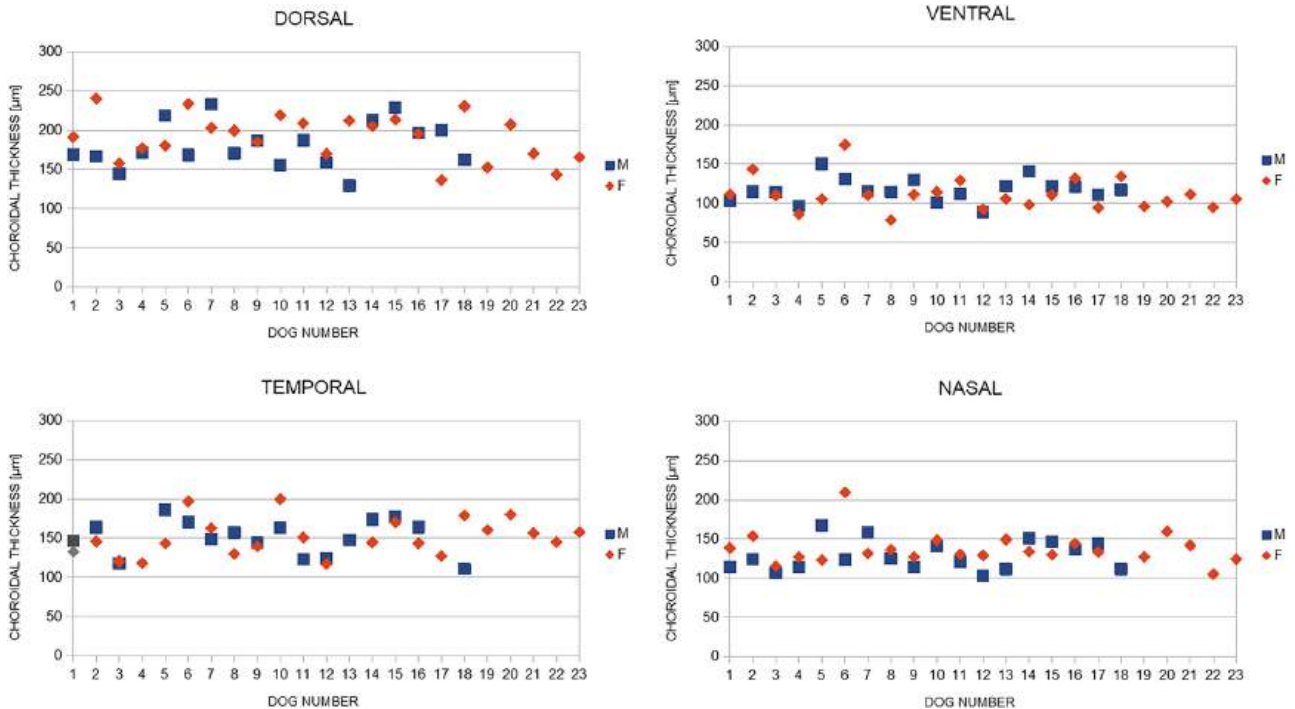 DORSAL
CHOROIDAL THICKNESS [µm]
300
250
200
150
100
50
0
1 2 3 4 5 6 7 8 9 10 11 12 13 14 15 16 17 18 19 20 21 22 23
DOG NUMBER
M
F
VENTRAL
CHOROIDAL THICKNESS [µm]
300
250
200
150
100
50
0
1 2 3 4 5 6 7 8 9 10 11 12 13 14 15 16 17 18 19 20 21 22 23
DOG NUMBER
M
F
TEMPORAL
CHOROIDAL THICKNESS [µm]
300
250
200
150
100
50
0
1 2 3 4 5 6 7 8 9 10 11 12 13 14 15 16 17 18 19 20 21 22 23
DOG NUMBER
M
F
NASAL
CHOROIDAL THICKNESS [µm]
300
250
200
150
100
50
0
1 2 3 4 5 6 7 8 9 10 11 12 13 14 15 16 17 18 19 20 21 22 23
DOG NUMBER
M
F